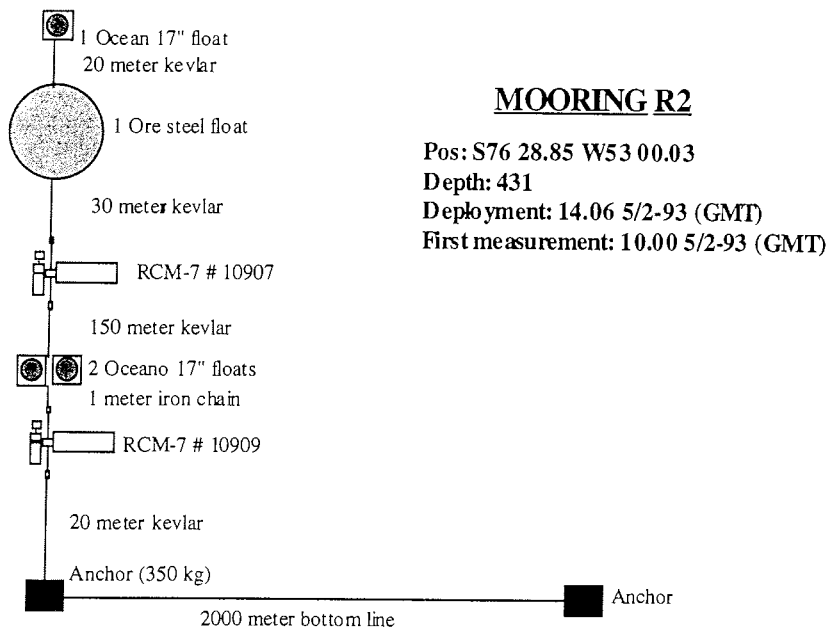 1 Ocean 17" float
20 meter kevlar
1 Ore steel float
30 meter kevlar
RCM-7 # 10907
150 meter kevlar
2 Oceano 17" floats
1 meter iron chain
RCM-7 # 10909
20 meter kevlar
Anchor (350 kg)
2000 meter bottom line
Anchor
MOORING R2
Pos: S76 28.85 W53 00.03
Depth: 431
Deployment: 14.06 5/2-93 (GMT)
First measurement: 10.00 5/2-93 (GMT)